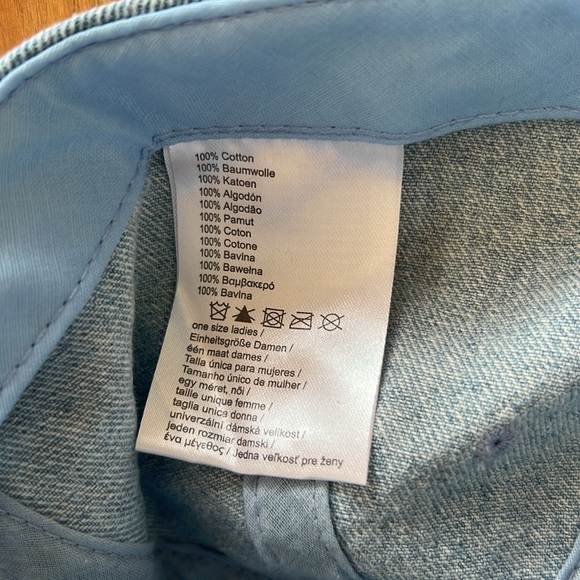 100% Cotton
100% Baumwolle
100% Katoen
100% Algodón
100% Algodão
100% Pamut
100% Coton
100% Cotone
100% Bavlna
100% Bawełna
100% Βαμβακερό
100% Bavlna
one size ladies /
Einheitsgröße Damen /
één maat dames /
Talla única para mujeres /
Tamanho único de mulher /
egy méret, női /
taille unique femme /
taglia unica donna /
univerzální dámská velikost /
jeden rozmiar damski /
ένα μέγεθος / Jedna veľkosť pre ženy